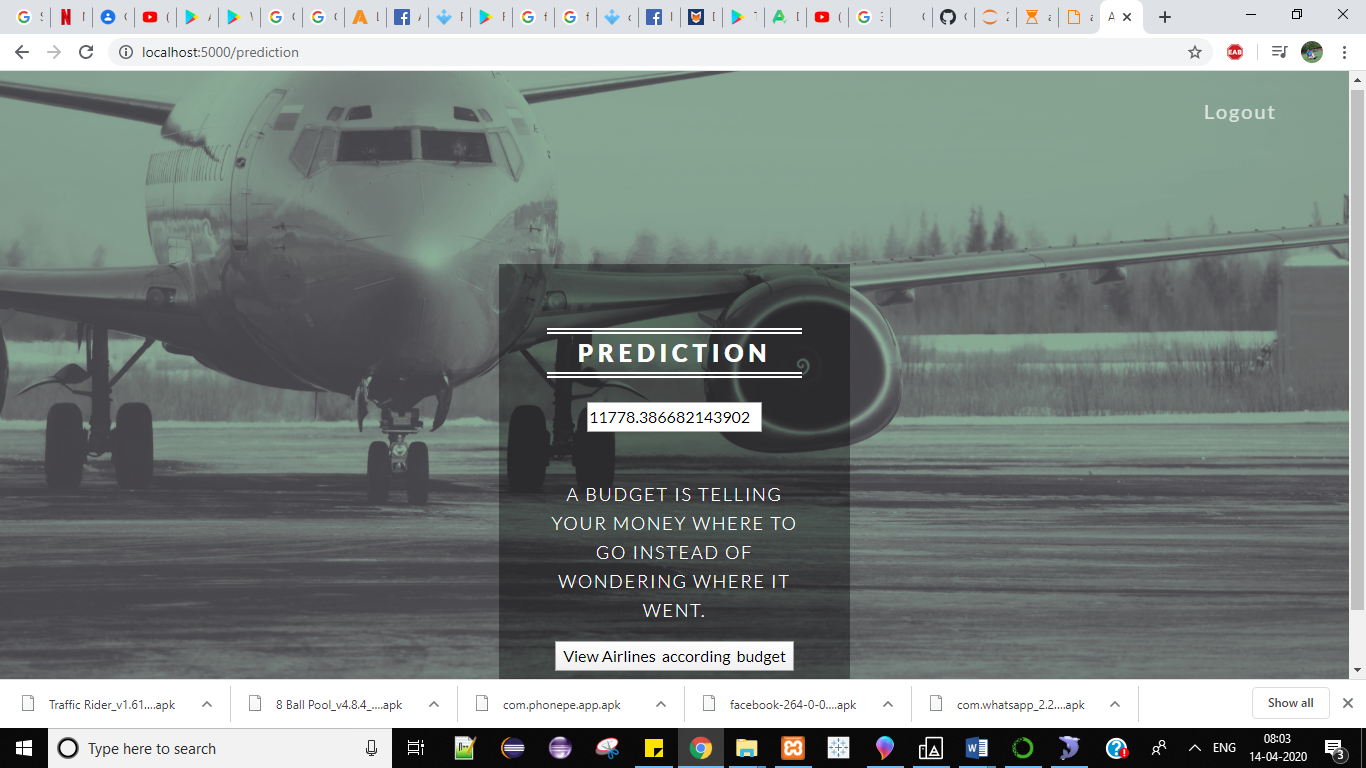 localhost:5000/prediction
EAB
Logout
PREDICTION
11778.386682143902
A BUDGET IS TELLING
YOUR MONEY WHERE TO
GO INSTEAD OF
WONDERING WHERE IT
WENT.
View Airlines according budget
Traffic Rider_v1.61....apk
8 Ball Pool_v4.8.4_....apk
com.phonepe.app.apk
facebook-264-0-0....apk
com.whatsapp_2.2....apk
Show all
Type here to search
ENG
08:03
14-04-2020
3